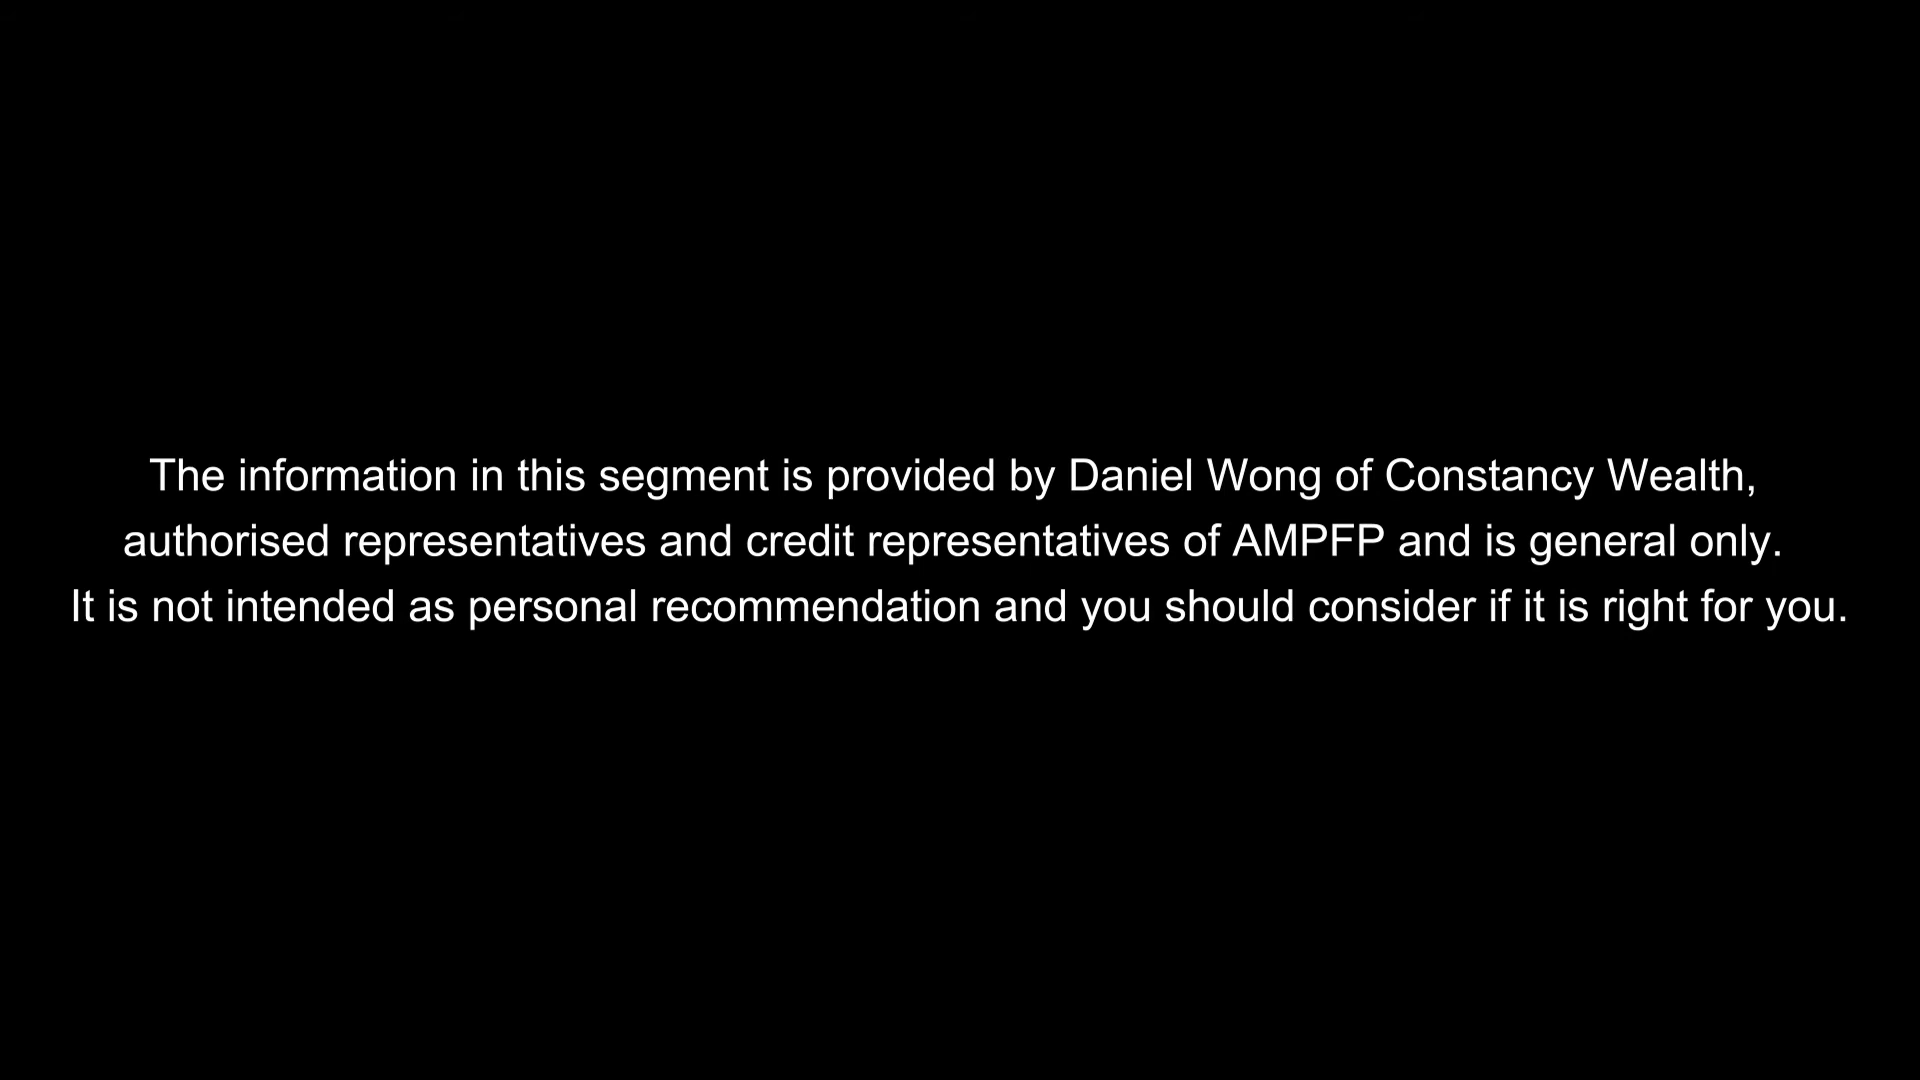 The information in this segment is provided by Daniel Wong of Constancy Wealth,
authorised representatives and credit representatives of AMPFP and is general only.
It is not intended as personal recommendation and you should consider if it is right for you.